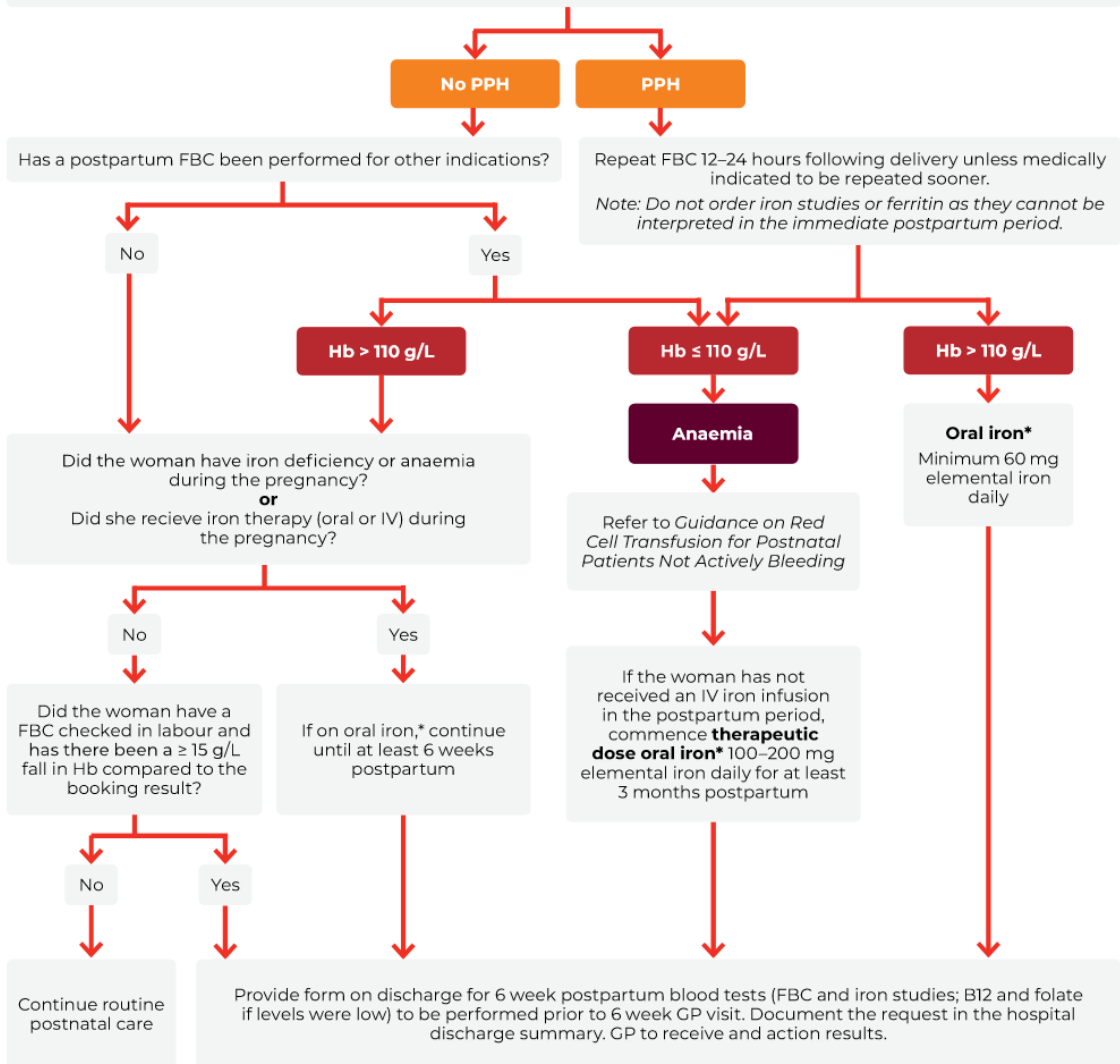 No PPH
PPH
Has a postpartum FBC been performed for other indications?
Repeat FBC 12–24 hours following delivery unless medically
indicated to be repeated sooner.
Note: Do not order iron studies or ferritin as they cannot be
interpreted in the immediate postpartum period.
No
Yes
Hb > 110 g/L
Hb ≤ 110 g/L
Hb > 110 g/L
Anaemia
Oral iron*
Minimum 60 mg
elemental iron
daily
Did the woman have iron deficiency or anaemia
during the pregnancy?
or
Did she recieve iron therapy (oral or IV) during
the pregnancy?
Refer to Guidance on Red
Cell Transfusion for Postnatal
Patients Not Actively Bleeding
No
Yes
Did the woman have a
FBC checked in labour and
has there been a ≥ 15 g/L
fall in Hb compared to the
booking result?
If on oral iron,* continue
until at least 6 weeks
postpartum
If the woman has not
received an IV iron infusion
in the postpartum period,
commence therapeutic
dose oral iron* 100–200 mg
elemental iron daily for at least
3 months postpartum
No
Yes
Continue routine
postnatal care
Provide form on discharge for 6 week postpartum blood tests (FBC and iron studies; B12 and folate
if levels were low) to be performed prior to 6 week GP visit. Document the request in the hospital
discharge summary. GP to receive and action results.